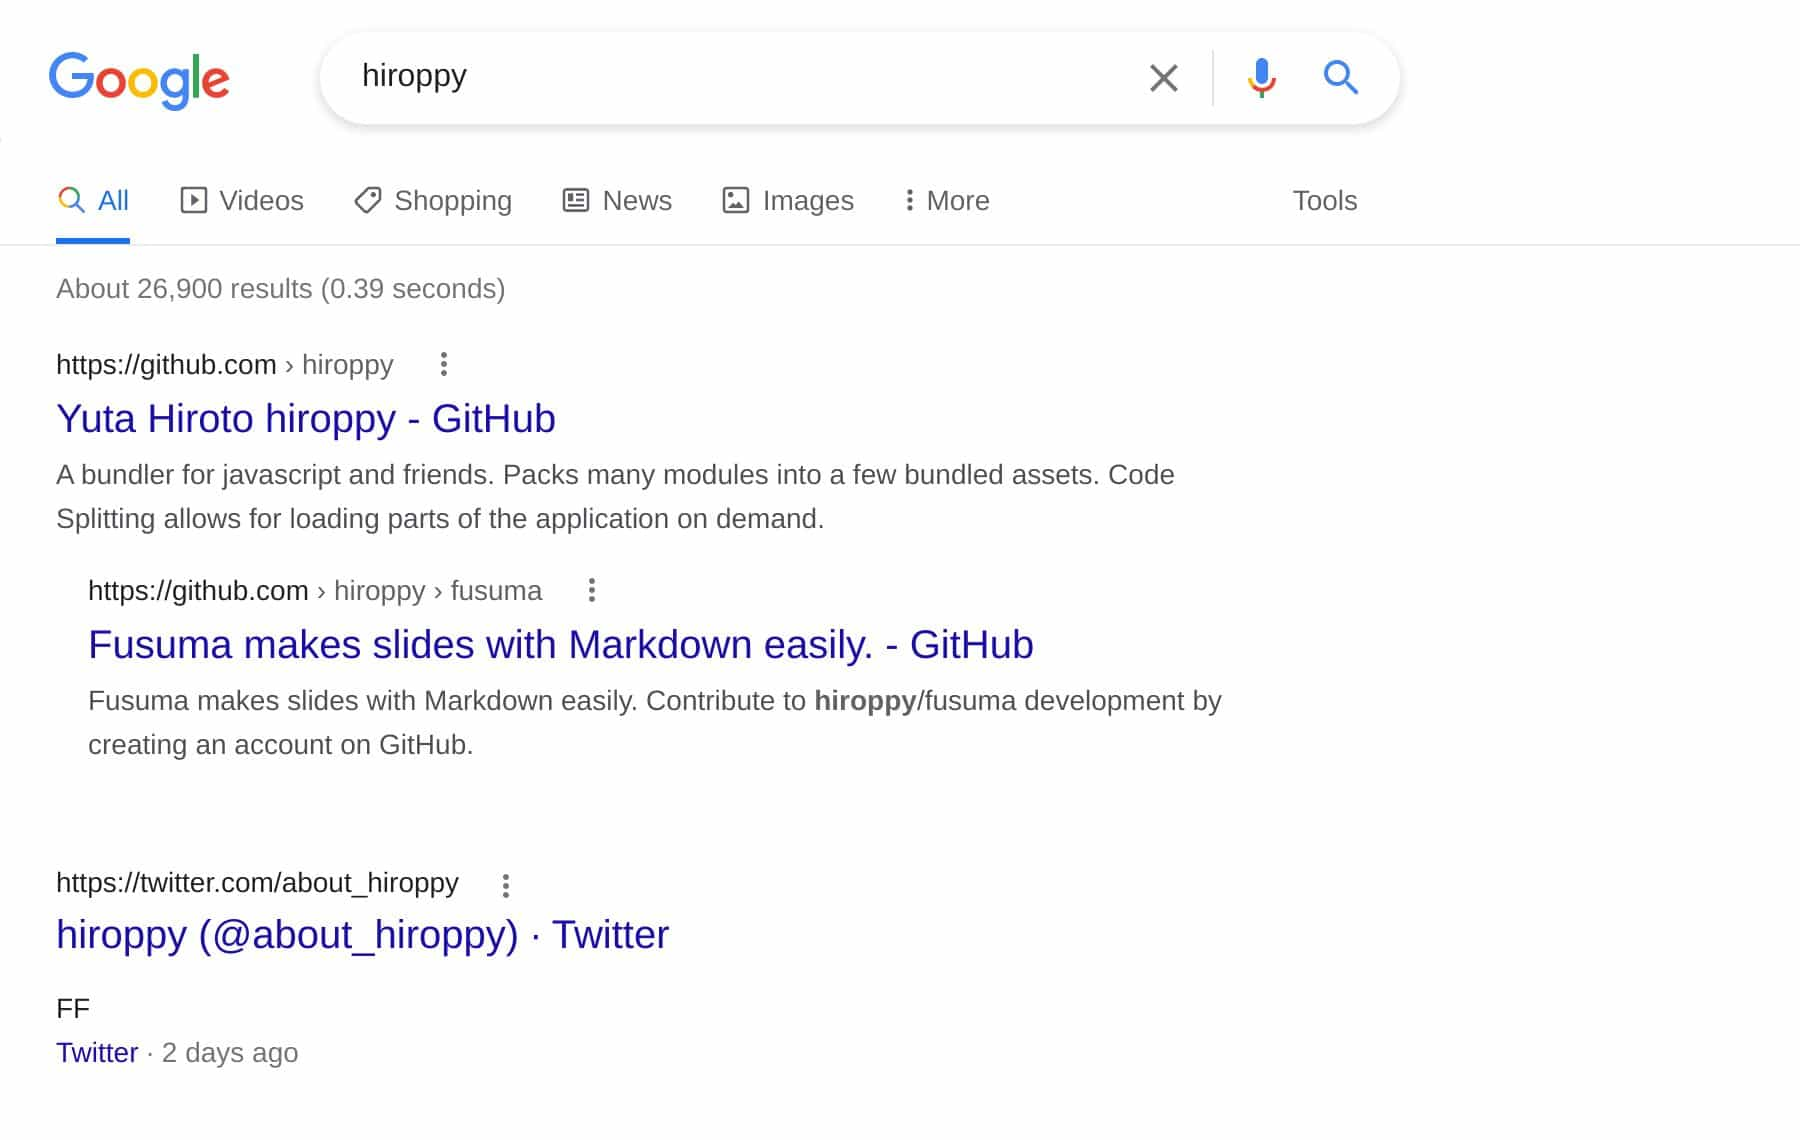 Google
hiroppy
All Videos Shopping News Images More Tools
About 26,900 results (0.39 seconds)
https://github.com › hiroppy
Yuta Hiroto hiroppy - GitHub
A bundler for javascript and friends. Packs many modules into a few bundled assets. Code
Splitting allows for loading parts of the application on demand.
https://github.com › hiroppy › fusuma
Fusuma makes slides with Markdown easily. - GitHub
Fusuma makes slides with Markdown easily. Contribute to hiroppy/fusuma development by
creating an account on GitHub.
https://twitter.com/about_hiroppy
hiroppy (@about_hiroppy) · Twitter
FF
Twitter · 2 days ago